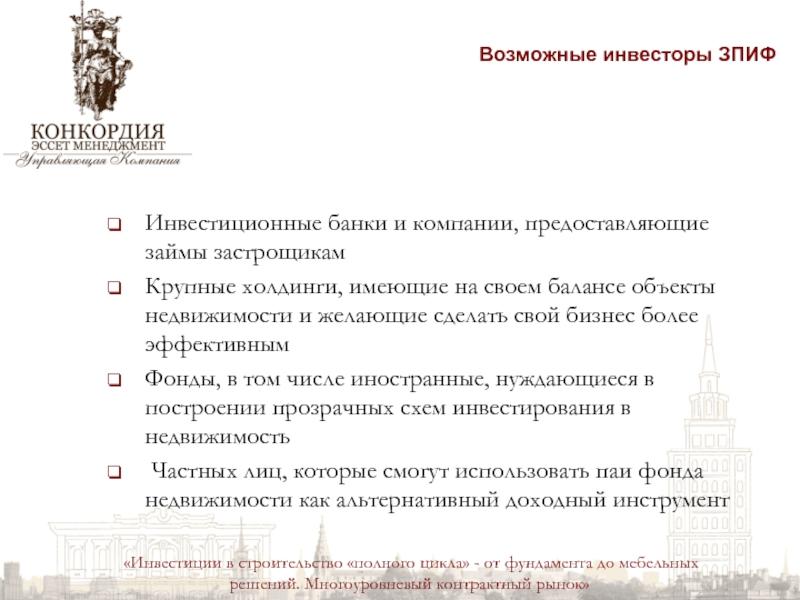 Возможные инвесторы ЗПИФ
КОНКОРДИЯ
ЭССЕТ МЕНЕДЖМЕНТ
Управляющая Компания
Инвестиционные банки и компании, предоставляющие
займы застрощикам
Крупные холдинги, имеющие на своем балансе объекты
недвижимости и желающие сделать свой бизнес более
эффективным
Фонды, в том числе иностранные, нуждающиеся в
построении прозрачных схем инвестирования в
недвижимость
Частных лиц, которые смогут использовать паи фонда
недвижимости как альтернативный доходный инструмент
«Инвестиции в строительство «полного цикла» - от фундамента до мебельных
решений. Многоуровневый контрактный рынок»